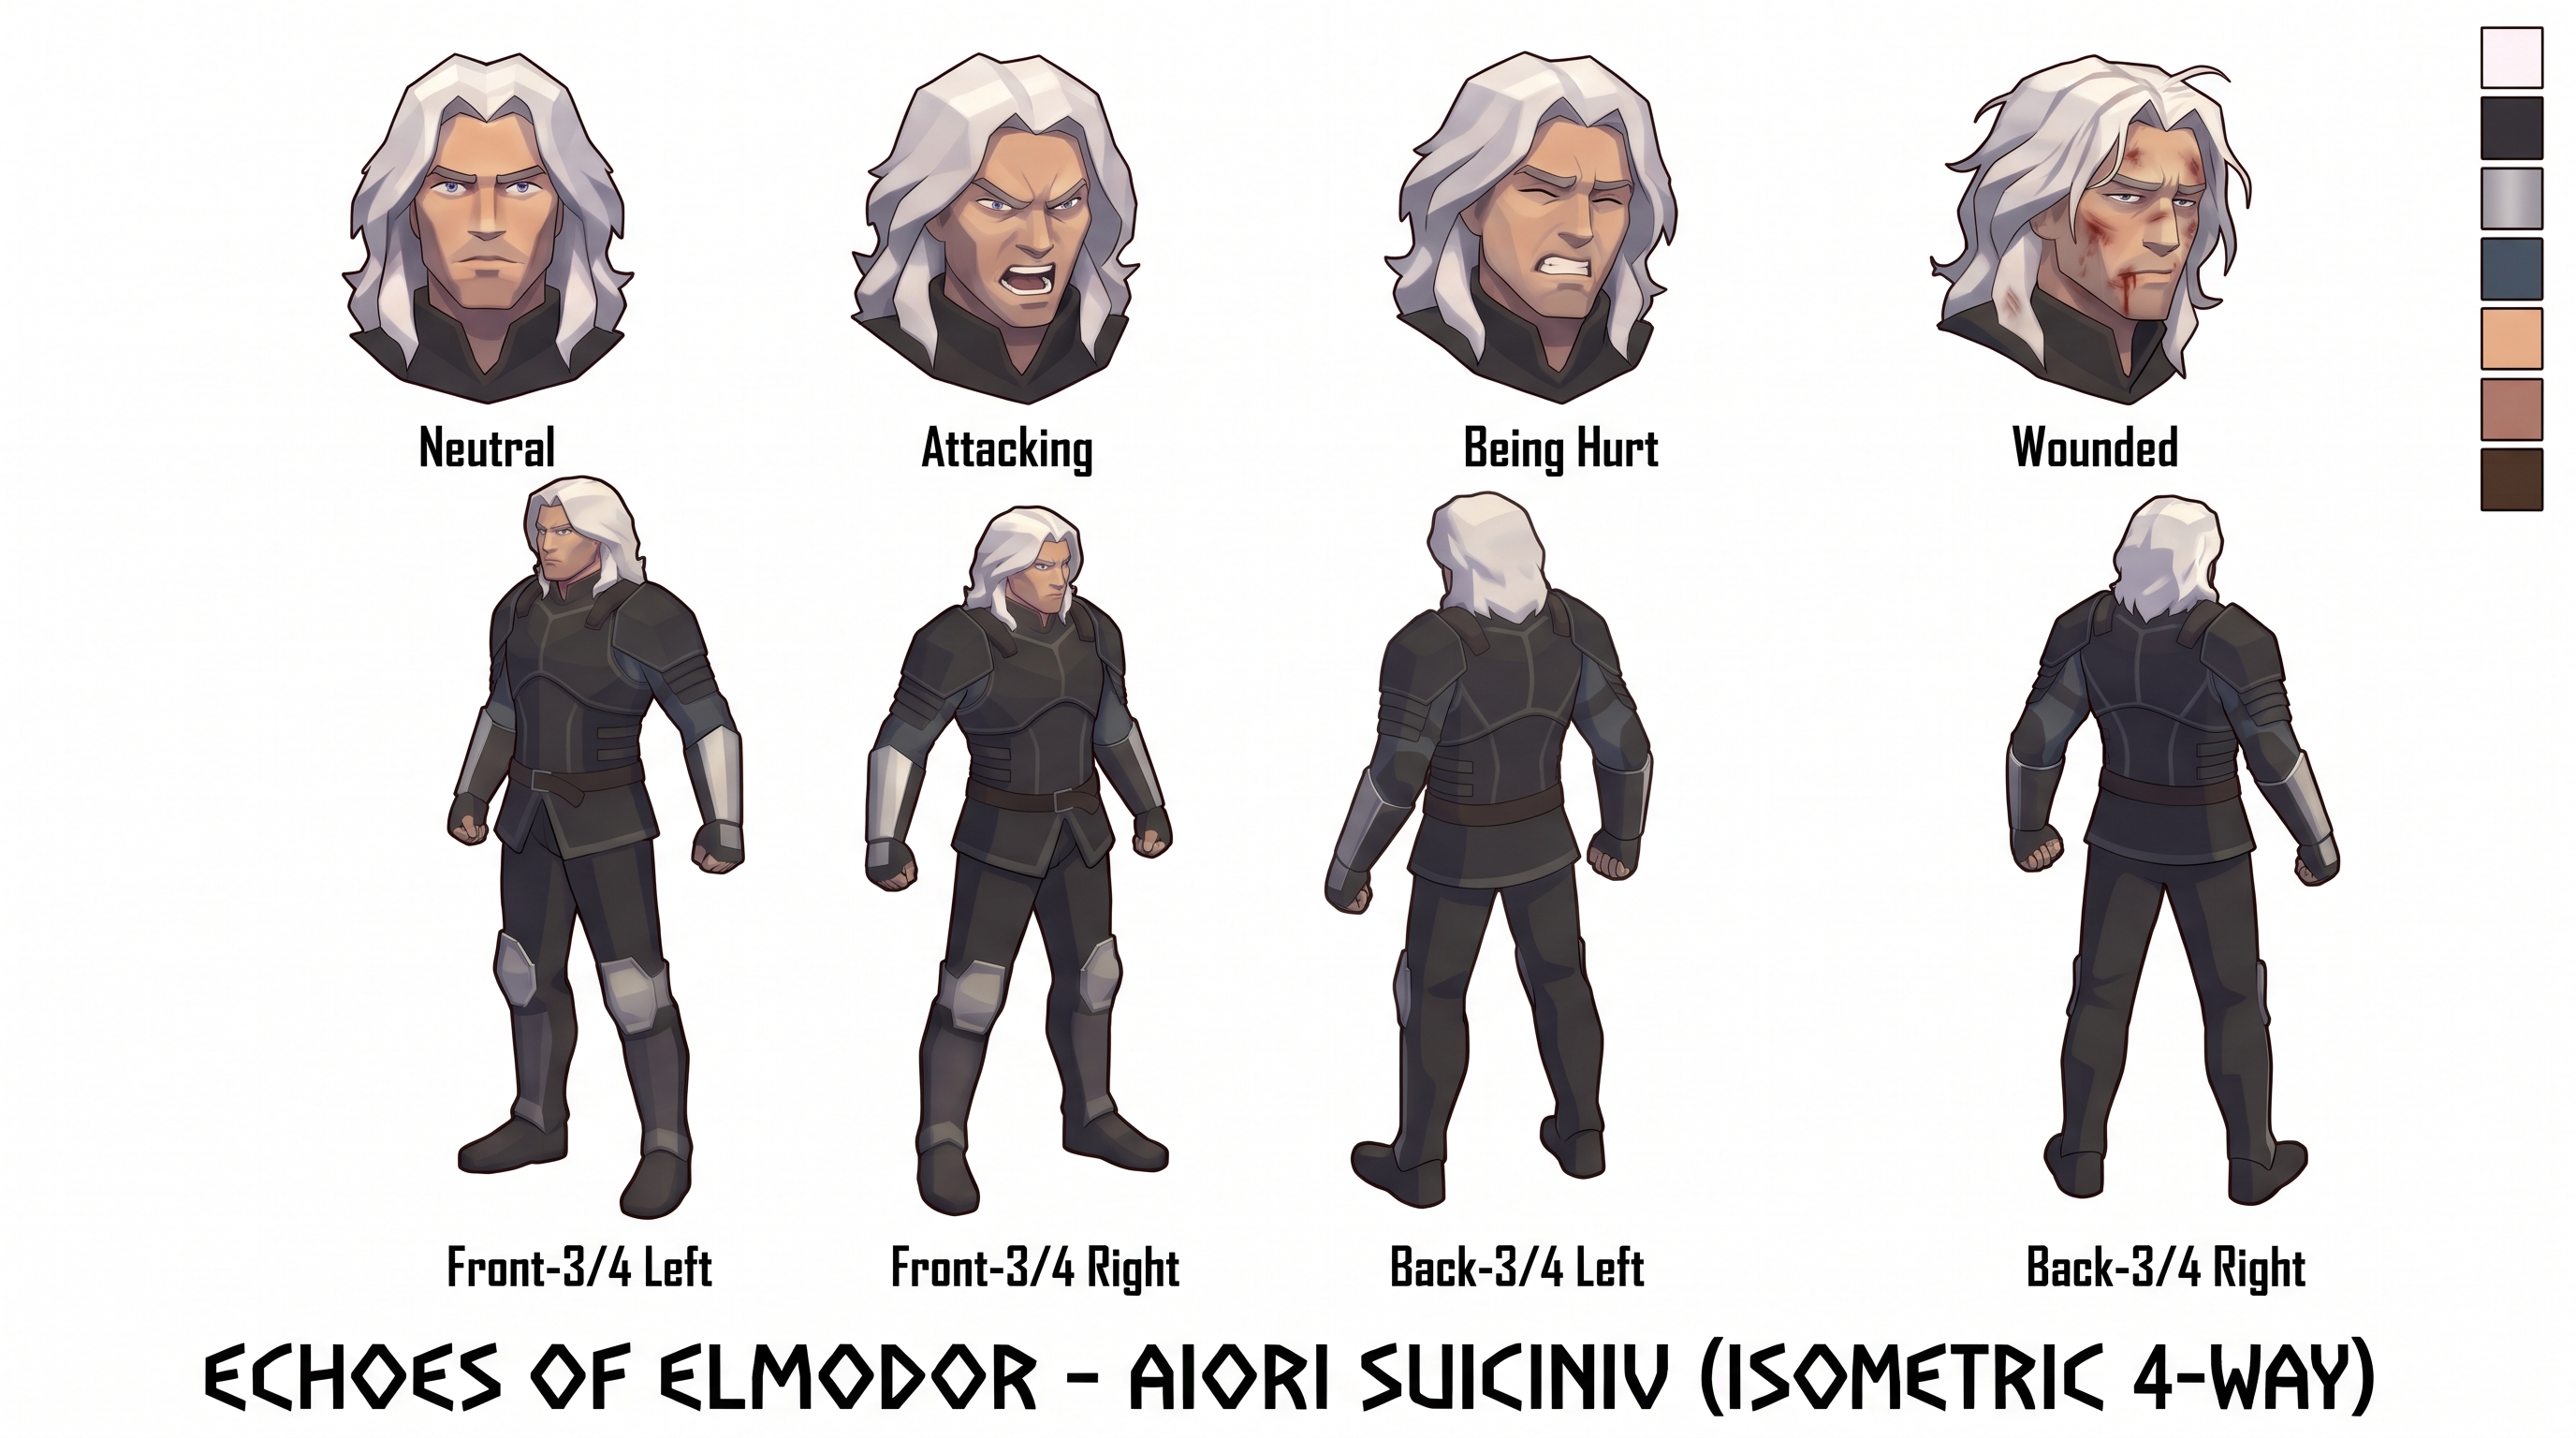 Neutral
Attacking
Being Hurt
Wounded
Front-3/4 Left
Front-3/4 Right
Back-3/4 Left
Back-3/4 Right
ECHOES OF ELMODOR - AIORI SUICINIV (ISOMETRIC 4-WAY)